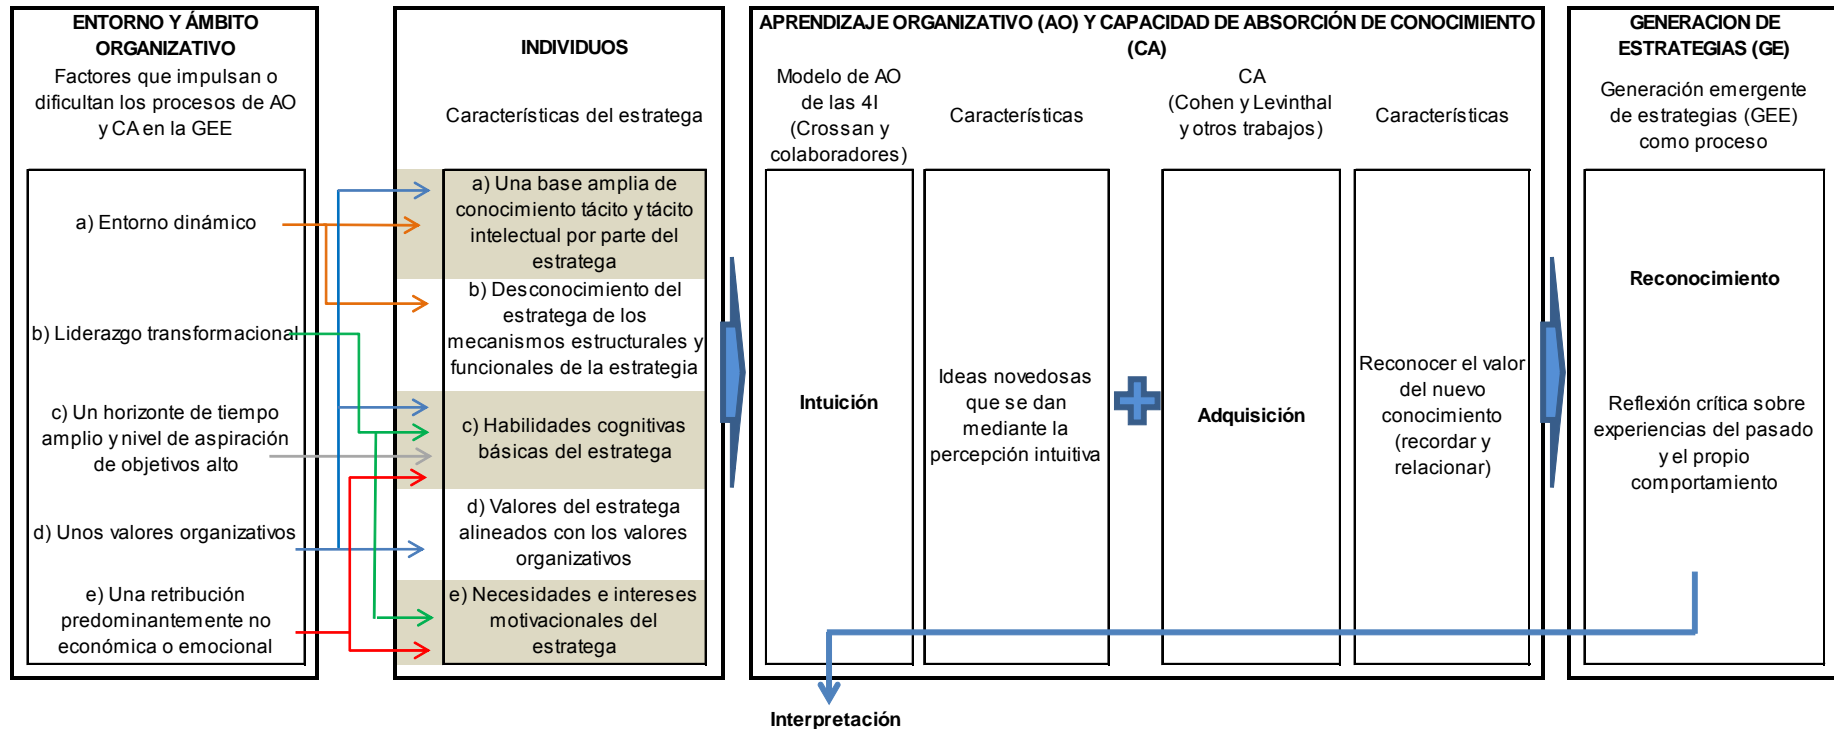 ENTORNO Y ÁMBITO
ORGANIZATIVO
Factores que impulsan o
dificultan los procesos de AO
y CA en la GEE
a) Entorno dinámico
b) Liderazgo transformacional
c) Un horizonte de tiempo
amplio y nivel de aspiración
de objetivos alto
d) Unos valores organizativos
e) Una retribución
predominantemente no
económica o emocional
INDIVIDUOS
Características del estratega
a) Una base amplia de
conocimiento tácito y tácito
intelectual por parte del
estratega
b) Desconocimiento del
estratega de los
mecanismos estructurales y
funcionales de la estrategia
c) Habilidades cognitivas
básicas del estratega
d) Valores del estratega
alineados con los valores
organizativos
e) Necesidades e intereses
motivacionales del
estratega
APRENDIZAJE ORGANIZATIVO (AO) Y CAPACIDAD DE ABSORCIÓN DE CONOCIMIENTO
(CA)
Modelo de AO
de las 4I
(Crossan y
colaboradores)
Intuición
Características
Ideas novedosas
que se dan
mediante la
percepción intuitiva
CA
(Cohen y Levinthal
y otros trabajos)
Adquisición
Características
Reconocer el valor
del nuevo
conocimiento
(recordar y
relacionar)
GENERACION DE
ESTRATEGIAS (GE)
Generación emergente
de estrategias (GEE)
como proceso
Reconocimiento
Reflexión crítica sobre
experiencias del pasado
y el propio
comportamiento
Interpretación